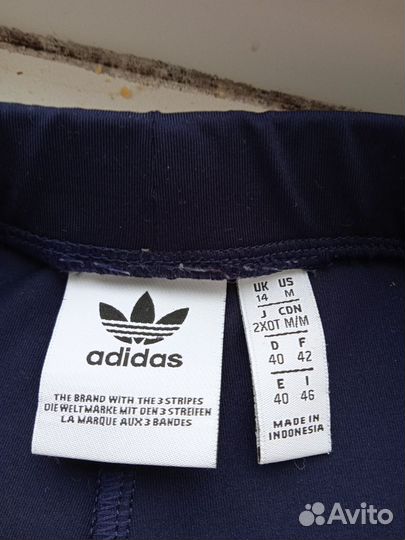 adidas
THE BRAND WITH THE 3 STRIPES
DIE WELTMARKE MIT DEN 3 STREIFEN
LA MARQUE AUX 3 BANDES
UK US
14 M
J CDN
2XOT M/M
D F
40 42
E I
40 46
MADE IN
INDONESIA
Avito